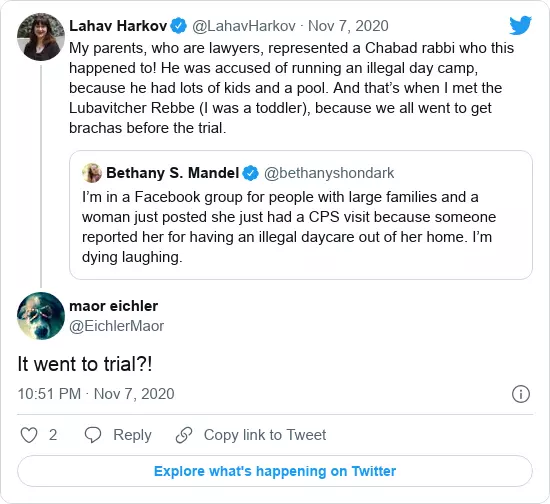 Lahav Harkov @LahavHarkov · Nov 7, 2020
My parents, who are lawyers, represented a Chabad rabbi who this
happened to! He was accused of running an illegal day camp,
because he had lots of kids and a pool. And that’s when I met the
Lubavitcher Rebbe (I was a toddler), because we all went to get
brachas before the trial.
Bethany S. Mandel @bethanyshondark
I’m in a Facebook group for people with large families and a
woman just posted she just had a CPS visit because someone
reported her for having an illegal daycare out of her home. I’m
dying laughing.
maor eichler
@EichlerMaor
It went to trial?!
10:51 PM · Nov 7, 2020
2 Reply Copy link to Tweet
Explore what's happening on Twitter